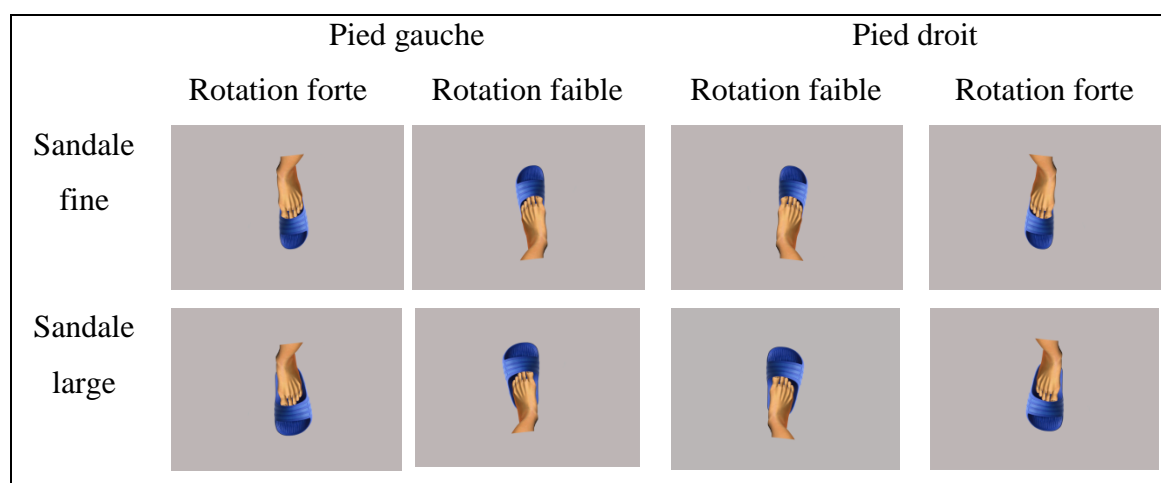 Pied gauche Pied droit
Rotation forte Rotation faible Rotation faible Rotation forte
Sandale
fine
Sandale
large